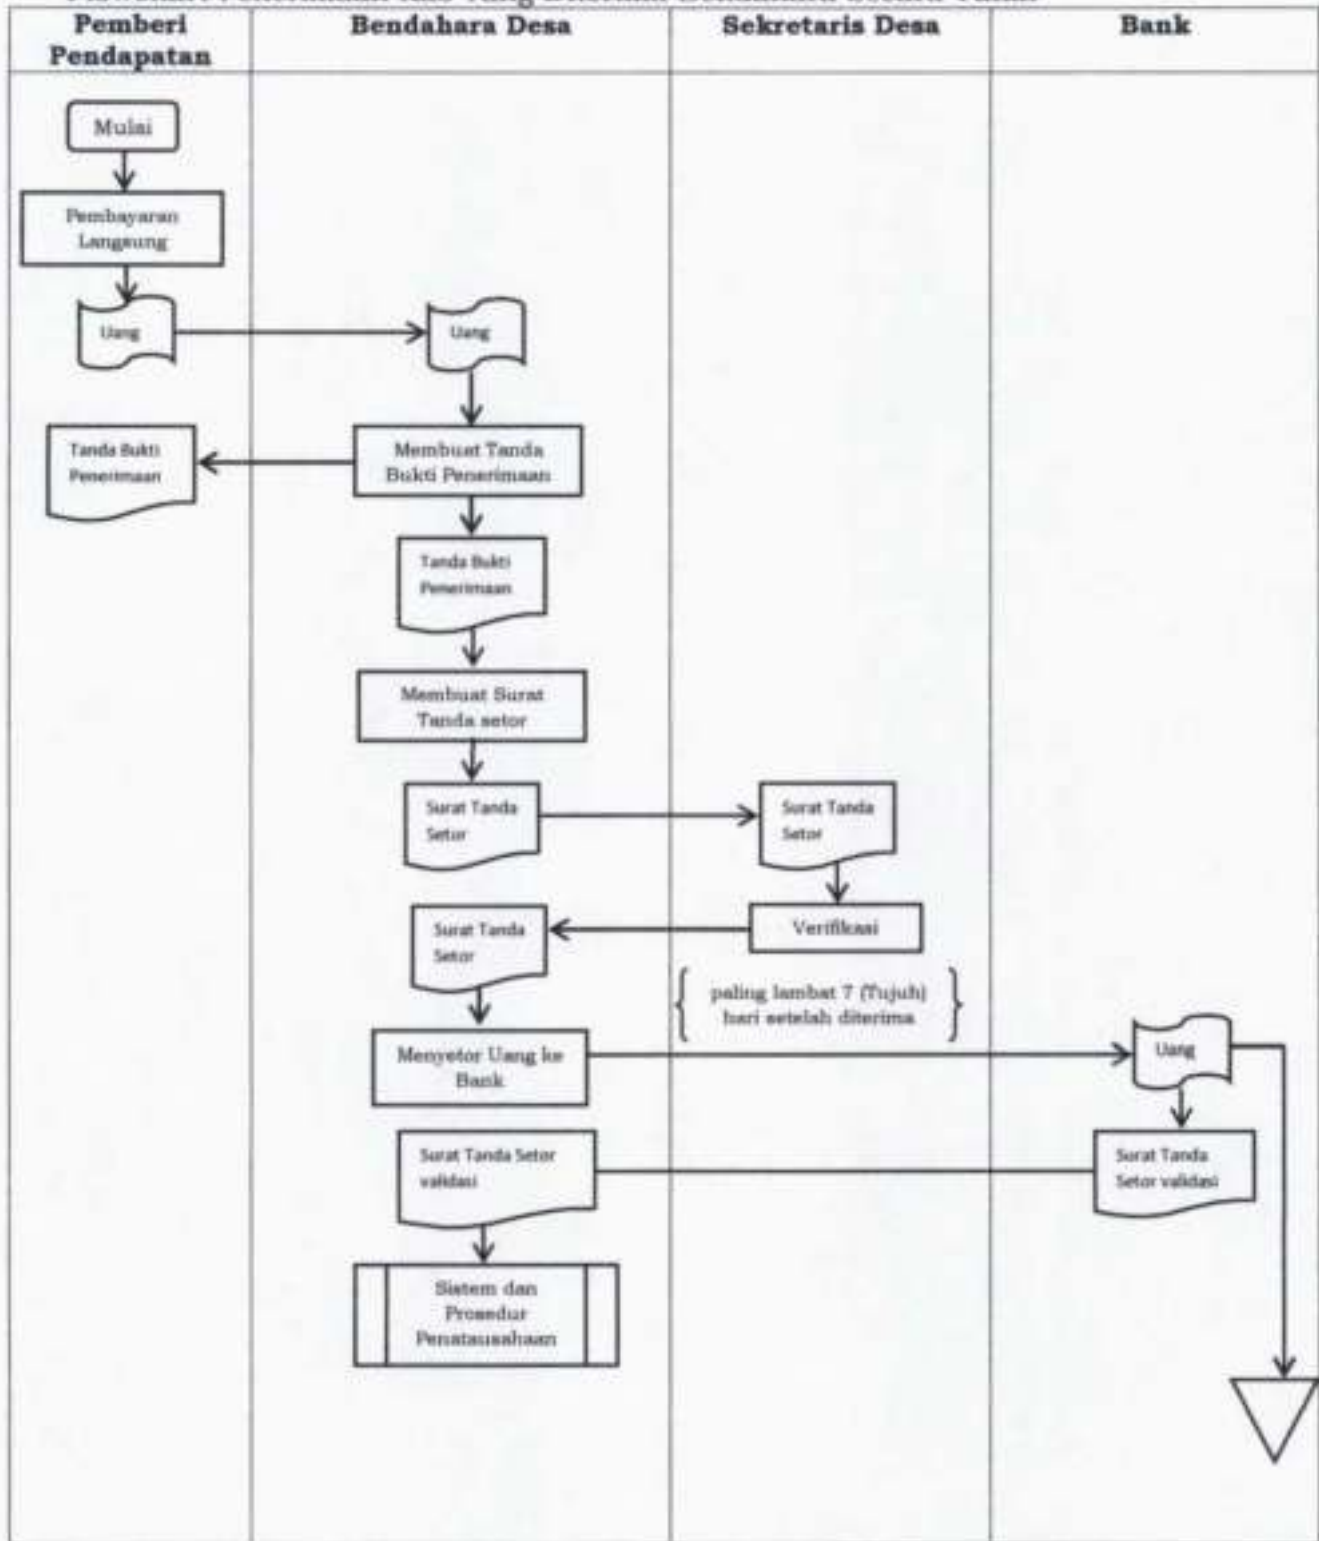 Pemberi
Pendapatan
Bendahara Desa
Sekretaris Desa
Bank
Mulai
Pembayaran
Langsung
Uang
Uang
Tanda Bukti
Penerimaan
Membuat Tanda
Bukti Penerimaan
Tanda Bukti
Penerimaan
Membuat Surat
Tanda setor
Surat Tanda
Setor
Surat Tanda
Setor
Surat Tanda
Setor
Verifikasi
paling lambat 7 (Tujuh)
hari setelah diterima
Menyetor Uang ke
Bank
Uang
Surat Tanda Setor
validasi
Surat Tanda
Setor validasi
Sistem dan
Prosedur
Penatausahaan